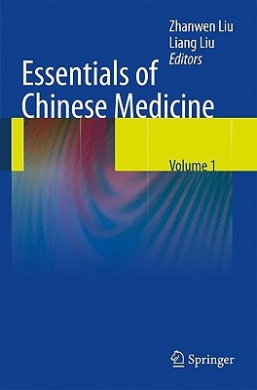 Zhanwen Liu
Liang Liu
Editors
Essentials of
Chinese Medicine
Volume 1
Springer